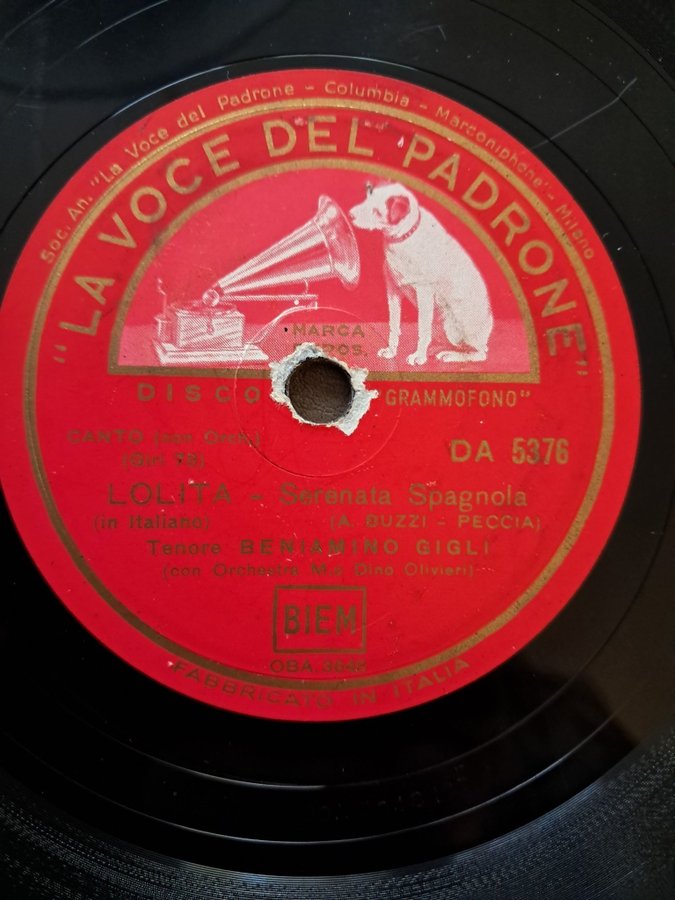 Soc. An. "La Voce del Padrone - Columbia - Marconiphone" - Milano
"LA VOCE DEL PADRONE"
MARCA
DISCO "GRAMMOFONO"
CANTO (con Orch.)
(Giri 78)
DA 5376
LOLITA - Serenata Spagnola
(in Italiano) (A. BUZZI - PECCIA)
Tenore BENIAMINO GIGLI
(con Orchestra M.o Dino Olivieri)
BIEM
FABBRICATO IN ITALIA